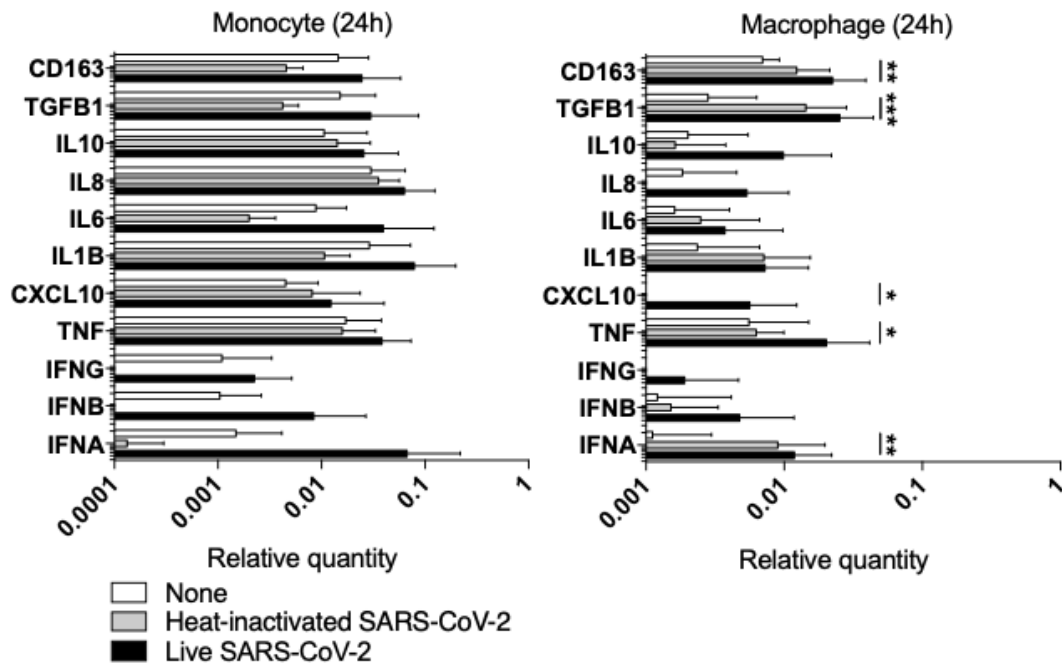 Monocyte (24h)
CD163
TGFB1
IL10
IL8
IL6
IL1B
CXCL10
TNF
IFNG
IFNB
IFNA
0.0001
0.001
0.01
0.1
1
Relative quantity
Macrophage (24h)
CD163
***
TGFB1
***
IL10
IL8
IL6
IL1B
CXCL10
*
TNF
*
IFNG
IFNB
IFNA
**
0.001
0.01
0.1
1
Relative quantity
None
Heat-inactivated SARS-CoV-2
Live SARS-CoV-2